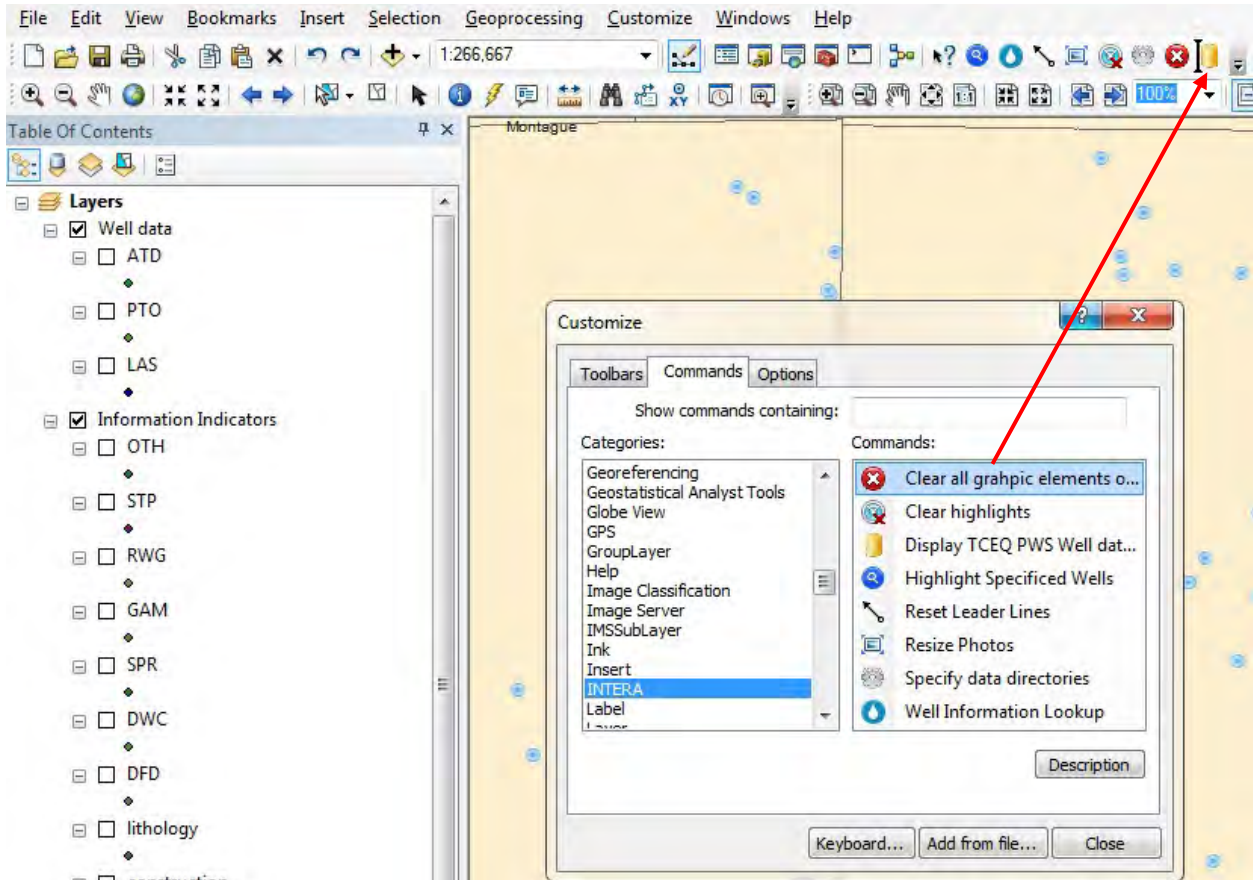 File Edit View Bookmarks Insert Selection Geoprocessing Customize Windows Help
1:266,667
XY
100%
Table Of Contents
Layers
Well data
ATD
PTO
LAS
Information Indicators
OTH
STP
RWG
GAM
SPR
DWC
DFD
lithology
construction
Montague
Customize
Toolbars Commands Options
Show commands containing:
Categories:
Georeferencing
Geostatistical Analyst Tools
Globe View
GPS
GroupLayer
Help
Image Classification
Image Server
IMSSubLayer
Ink
Insert
INTERA
Label
Layer
Commands:
Clear all grahpic elements o...
Clear highlights
Display TCEQ PWS Well dat...
Highlight Specificed Wells
Reset Leader Lines
Resize Photos
Specify data directories
Well Information Lookup
Description
Keyboard... Add from file... Close